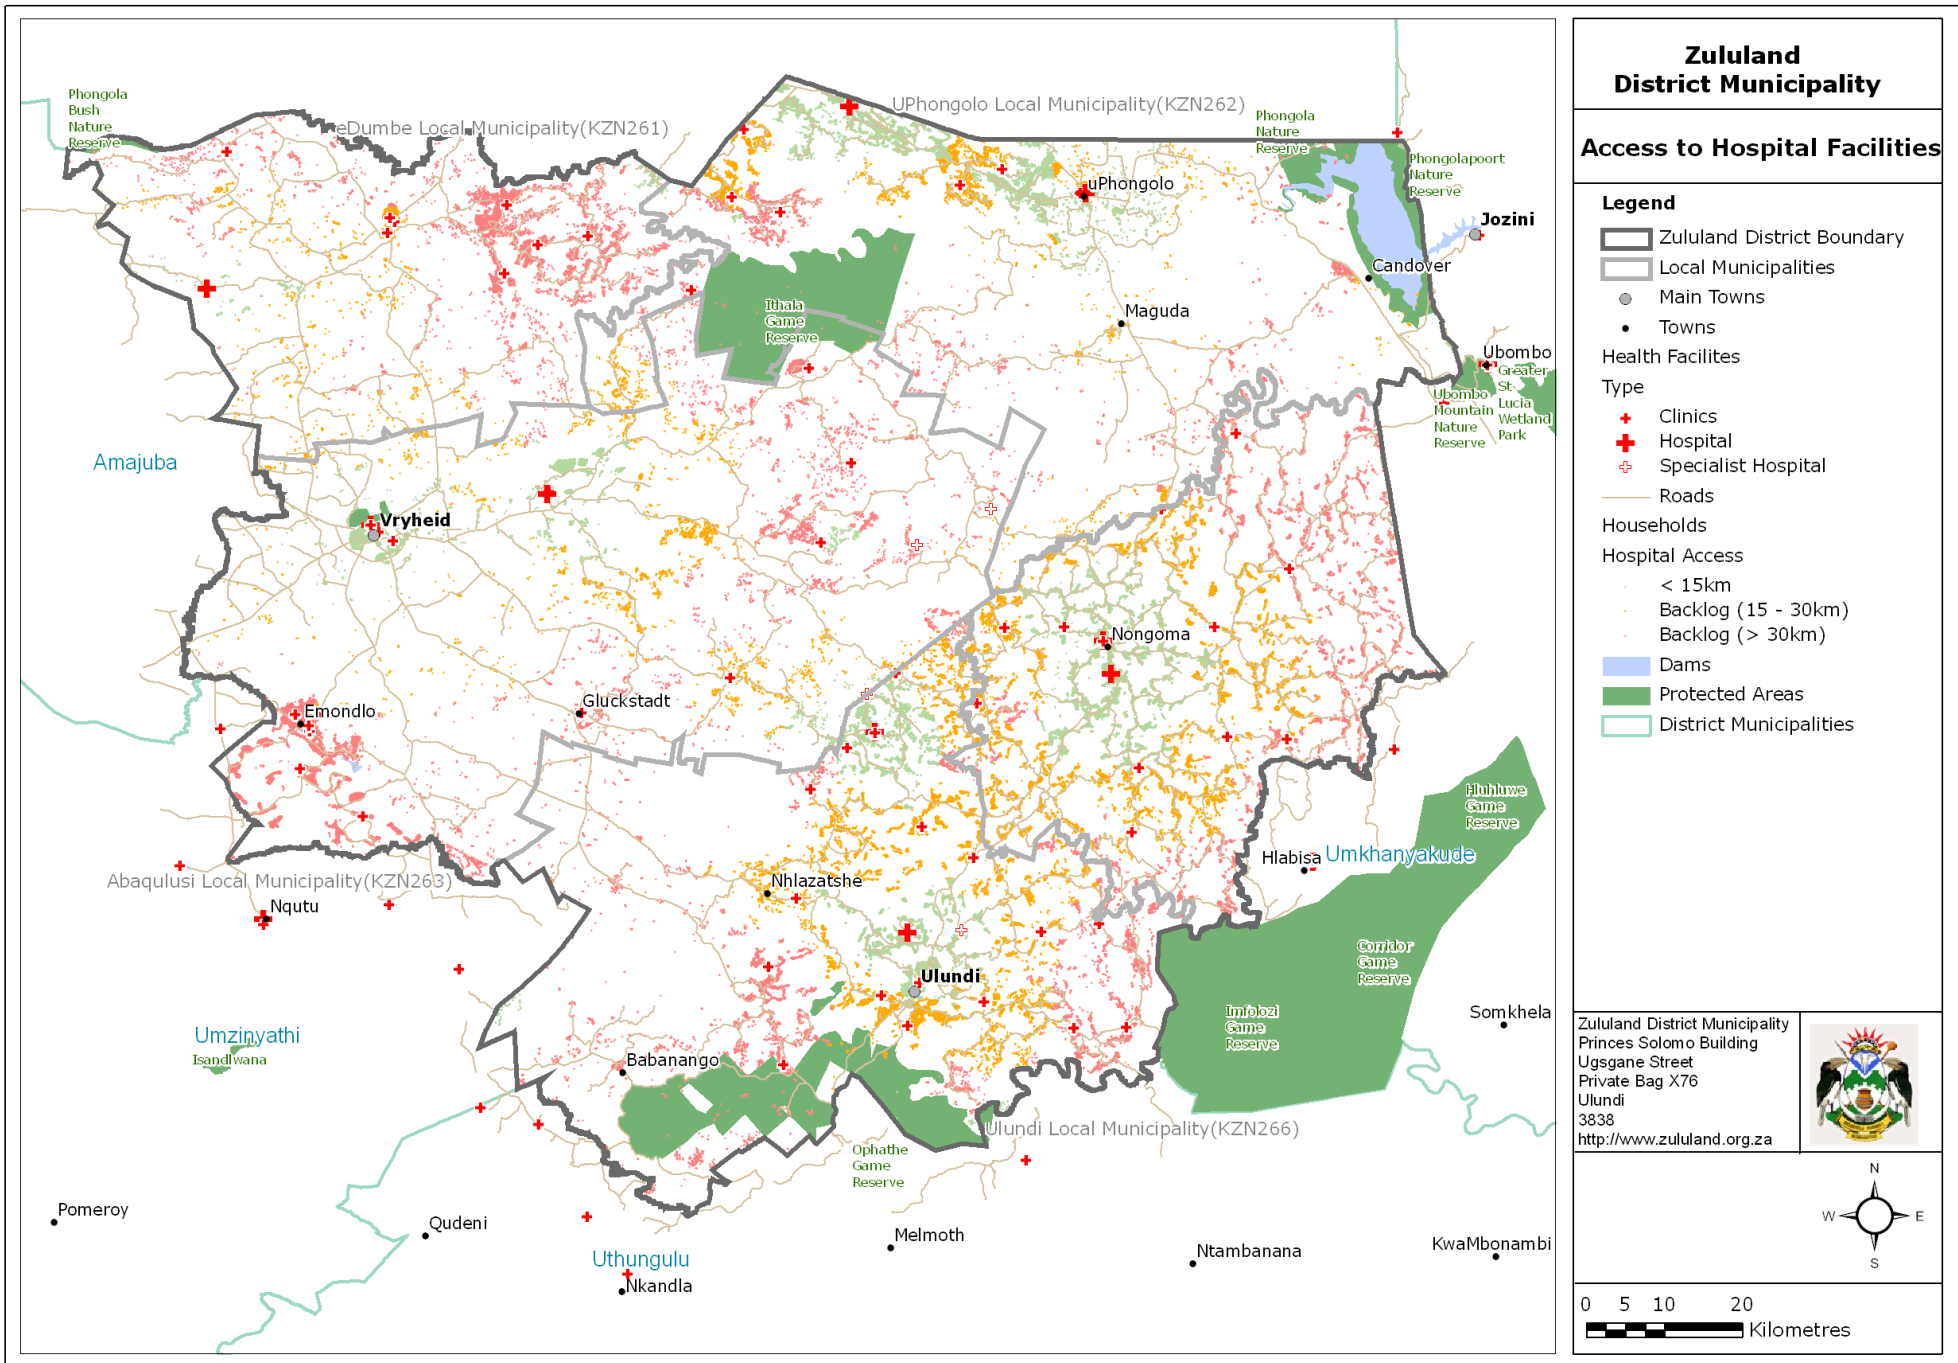 Zululand
District Municipality
Access to Hospital Facilities
Legend
Zululand District Boundary
Local Municipalities
Main Towns
Towns
Health Facilites
Type
Clinics
Hospital
Specialist Hospital
Roads
Households
Hospital Access
< 15km
Backlog (15 - 30km)
Backlog (> 30km)
Dams
Protected Areas
District Municipalities
Zululand District Municipality
Princes Solomo Building
Ugsgane Street
Private Bag X76
Ulundi
3838
http://www.zululand.org.za
N
W
E
S
0 5 10 20
Kilometres
Phongola
Bush
Nature
Reserve
eDumbe Local Municipality(KZN261)
UPhongolo Local Municipality(KZN262)
Phongola
Nature
Reserve
Phongolapoort
Nature
Reserve
uPhongolo
Jozini
Candover
Ithala
Game
Reserve
Maguda
Ubombo
Greater
St
Lucia
Wetland
Park
Ubombo
Mountain
Nature
Reserve
Amajuba
Vryheid
Nongoma
Emondlo
Gluckstadt
Hluhluwe
Game
Reserve
Hlabisa
Umkhanyakude
Abaqulusi Local Municipality(KZN263)
Nqutu
Nhlazatshe
Corridor
Game
Reserve
Ulundi
Imfolozi
Game
Reserve
Somkhela
Umzinyathi
Isandlwana
Babanango
Ulundi Local Municipality(KZN266)
Ophathe
Game
Reserve
Pomeroy
Qudeni
Melmoth
Ntambanana
KwaMbonambi
Uthungulu
Nkandla